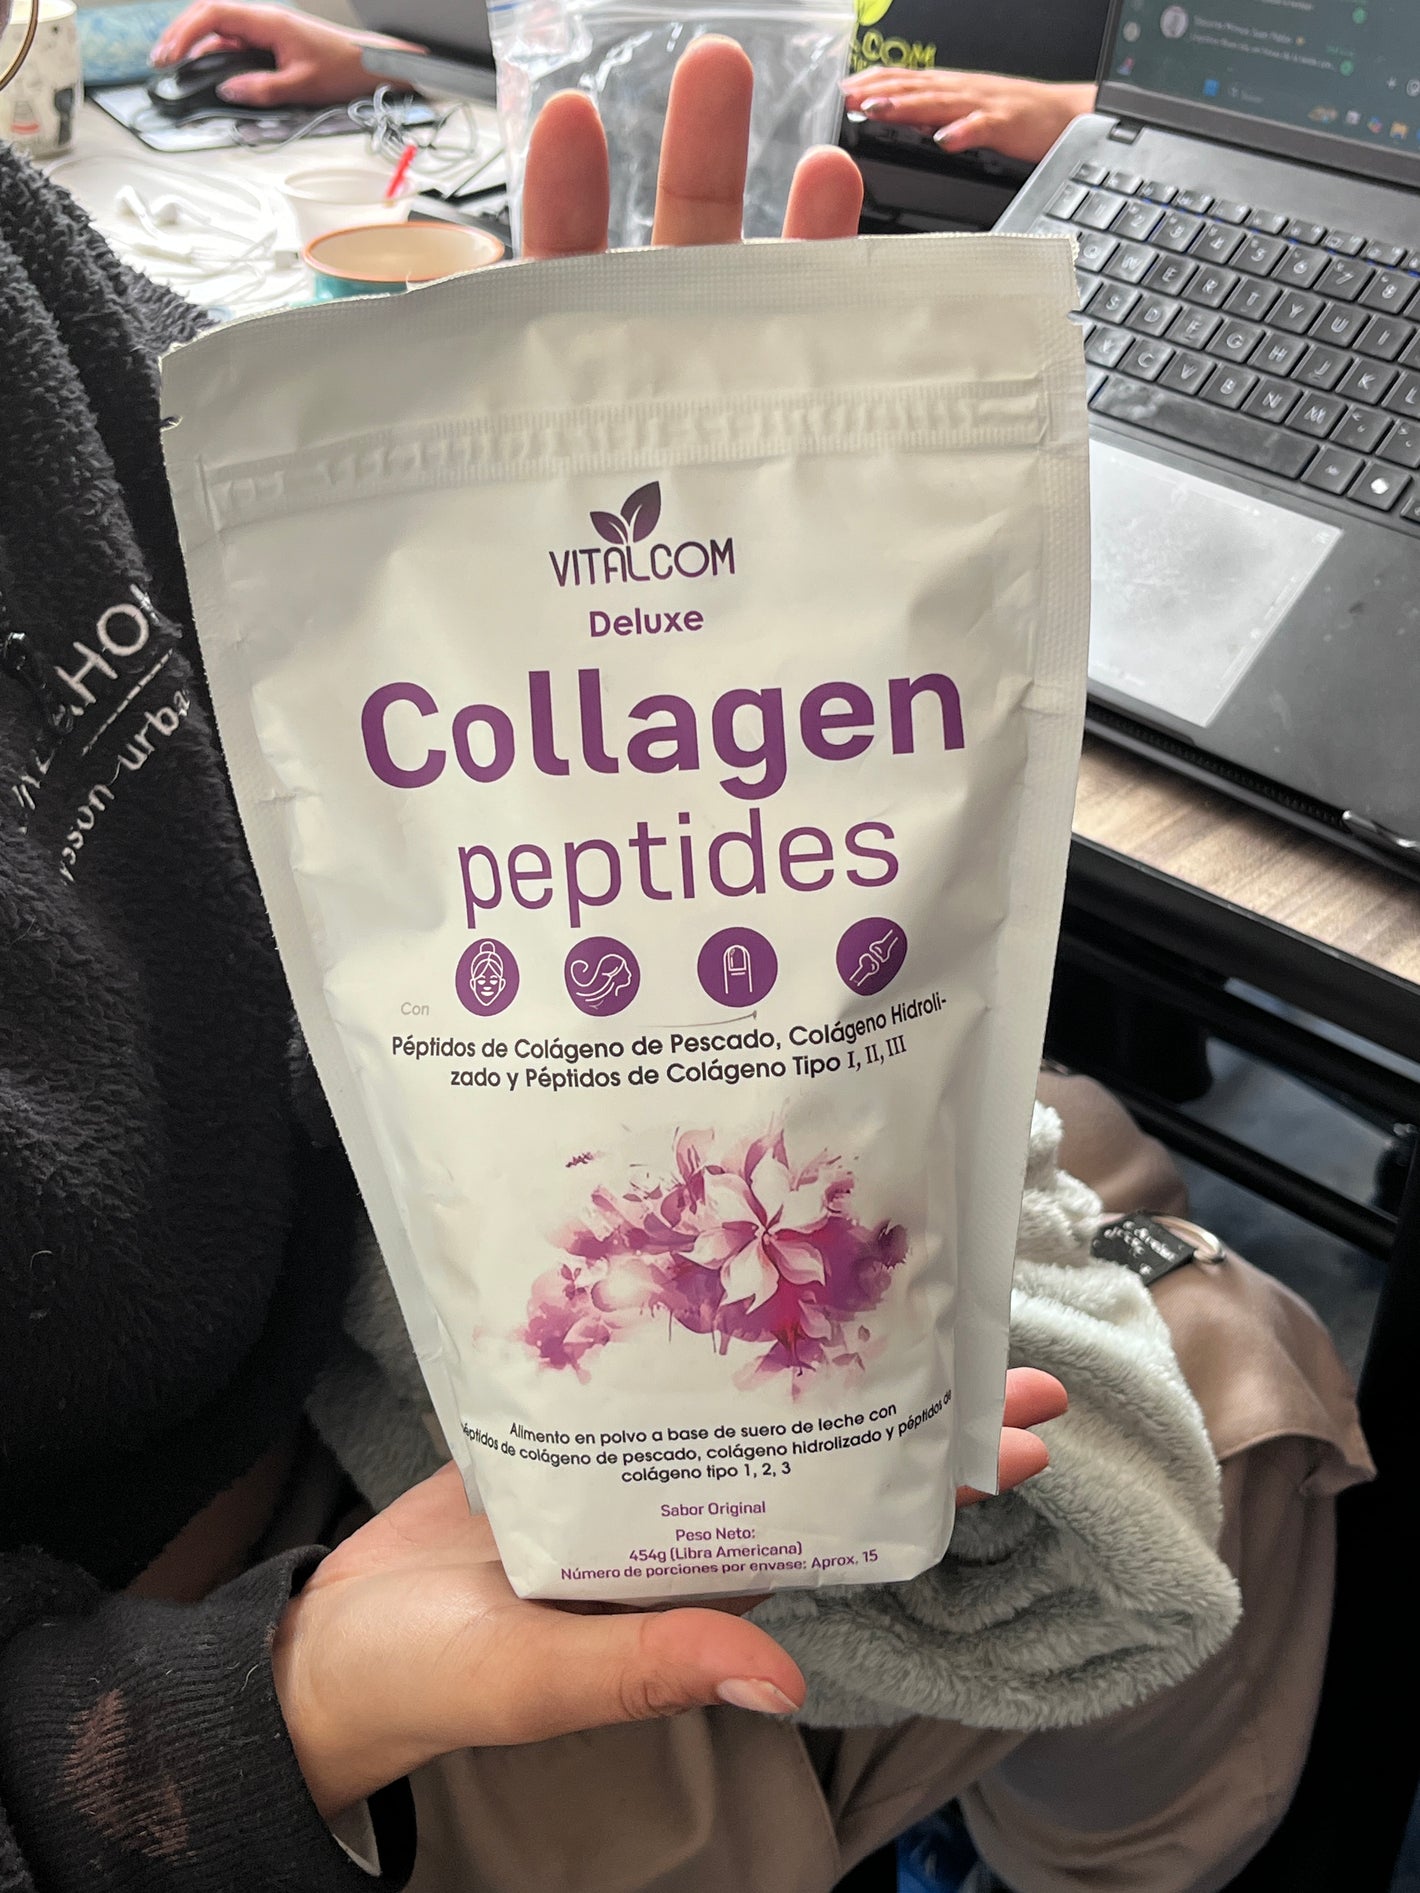 VITALCOM
Deluxe
Collagen
peptides
Con
Péptidos de Colágeno de Pescado, Colágeno Hidroli-
zado y Péptidos de Colágeno Tipo I, II, III
Alimento en polvo a base de suero de leche con
péptidos de colágeno de pescado, colágeno hidrolizado y péptidos de
colágeno tipo 1, 2, 3
Sabor Original
Peso Neto:
454g (Libra Americana)
Número de porciones por envase: Aprox. 15